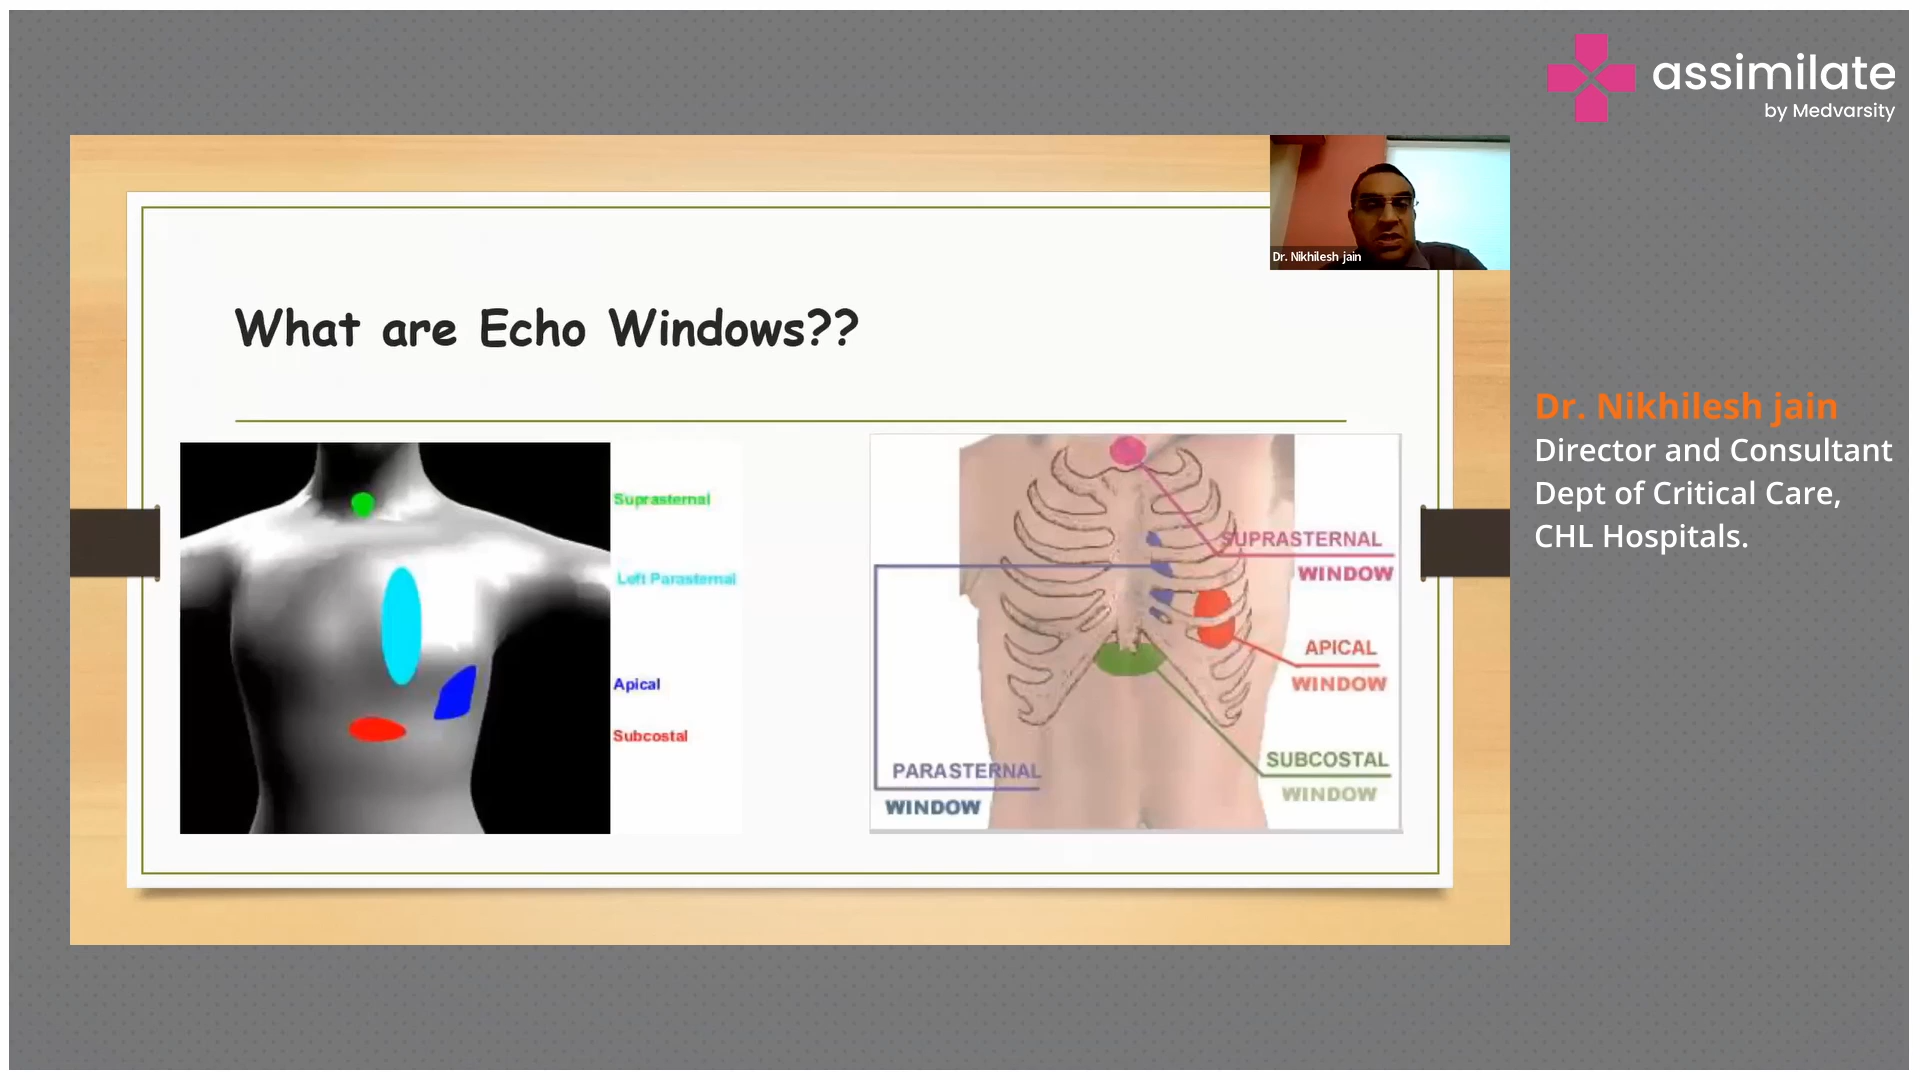 assimilate
by Medvarsity
Dr. Nikhilesh jain
What are Echo Windows??
Suprasternal
Left Parasternal
Apical
Subcostal
SUPRASTERNAL
WINDOW
APICAL
WINDOW
SUBCOSTAL
WINDOW
PARASTERNAL
WINDOW
Dr. Nikhilesh jain
Director and Consultant
Dept of Critical Care,
CHL Hospitals.